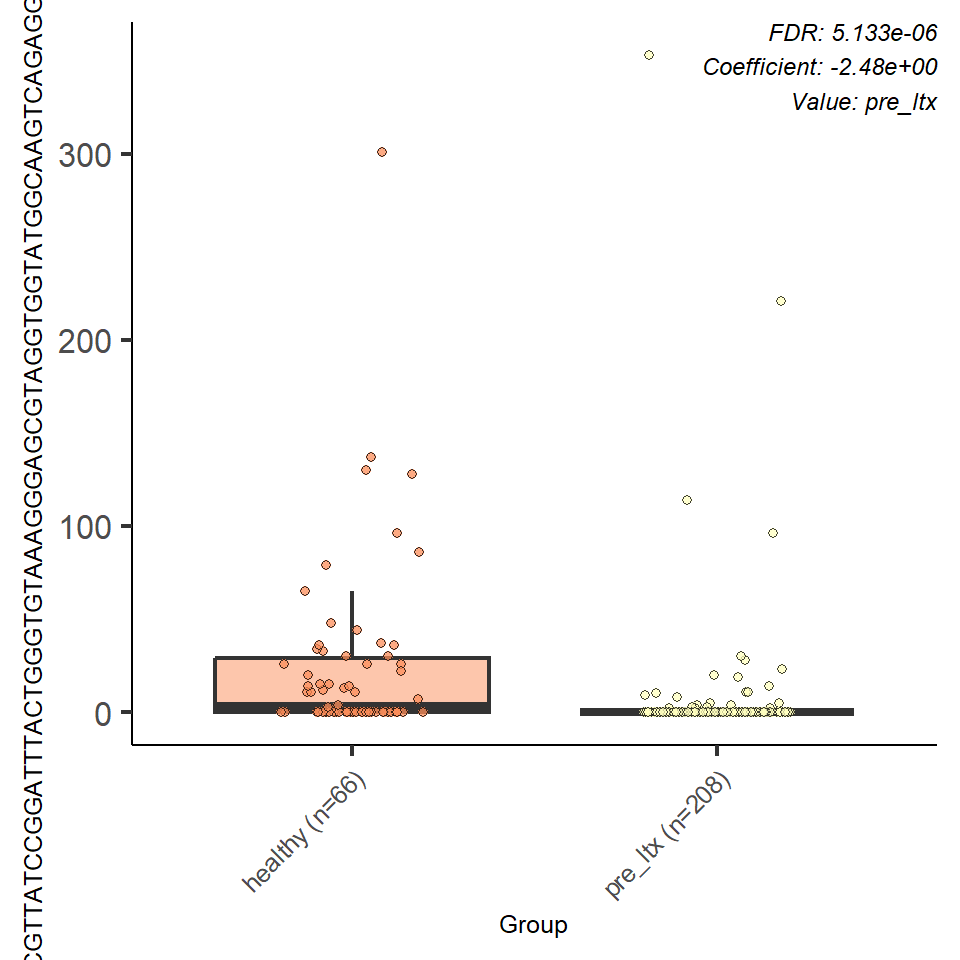 CGTTATCCGGATTTACTGGGTGTAAAGGGAGCGTAGGTGGTATGGCAAGTCAGAGG
FDR: 5.133e-06
Coefficient: -2.48e+00
Value: pre_ltx
300
200
100
0
healthy (n=66)
pre_ltx (n=208)
Group